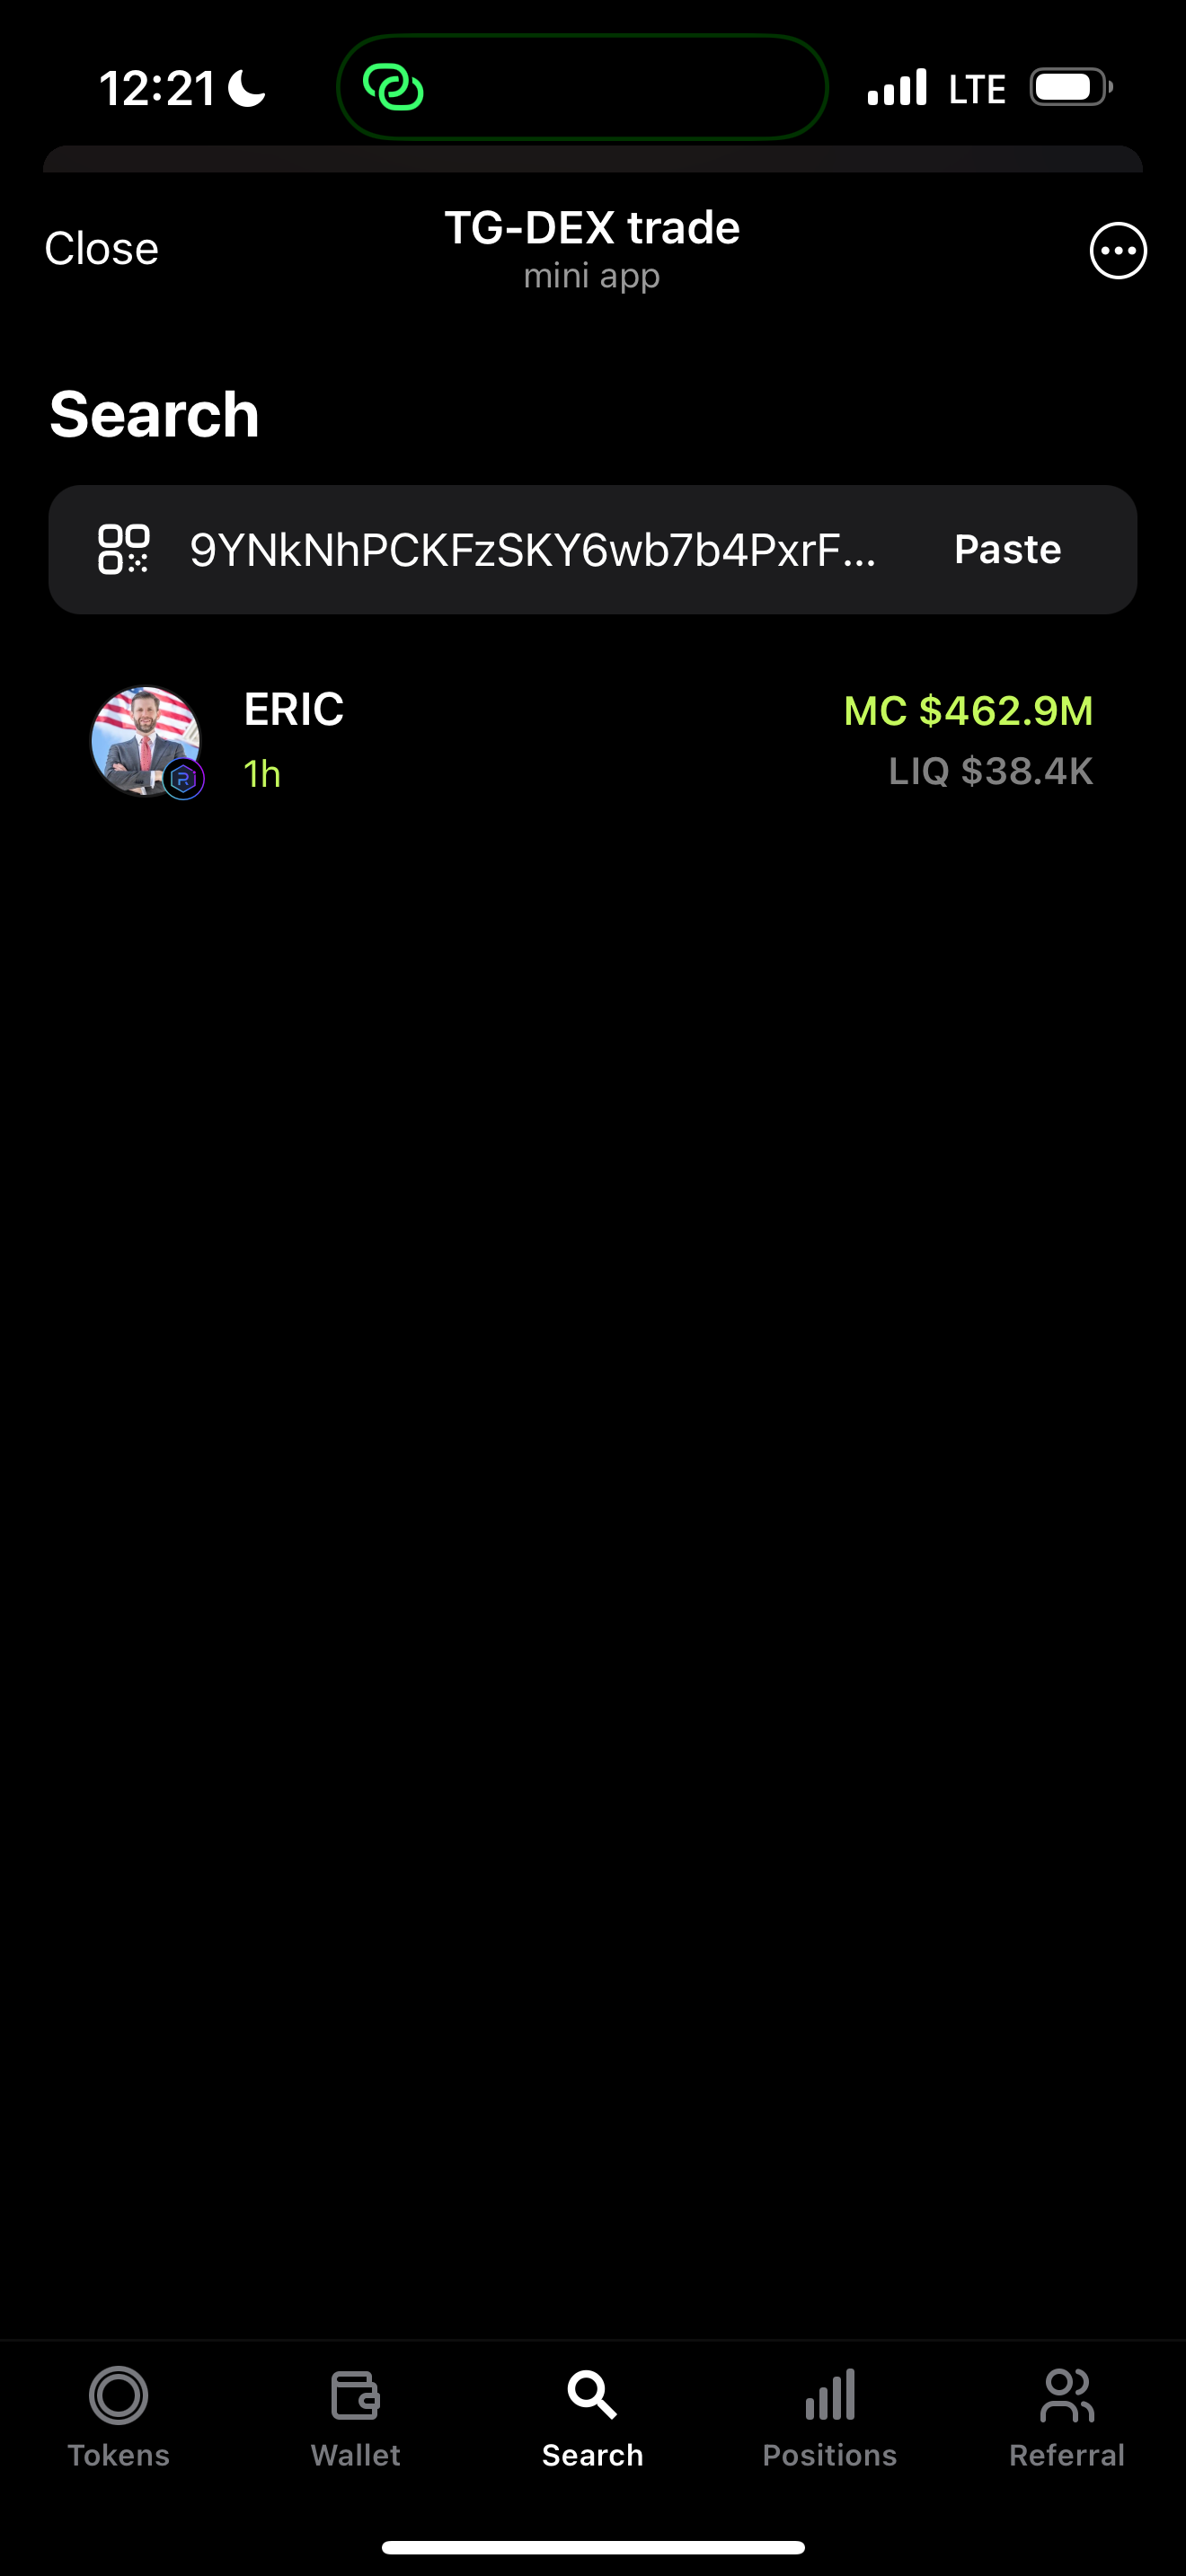 12:21
LTE
Close
TG-DEX trade
mini app
Search
9YNkNhPCKFzSKY6wb7b4PxrF...
Paste
ERIC
MC $462.9M
1h
LIQ $38.4K
Tokens
Wallet
Search
Positions
Referral